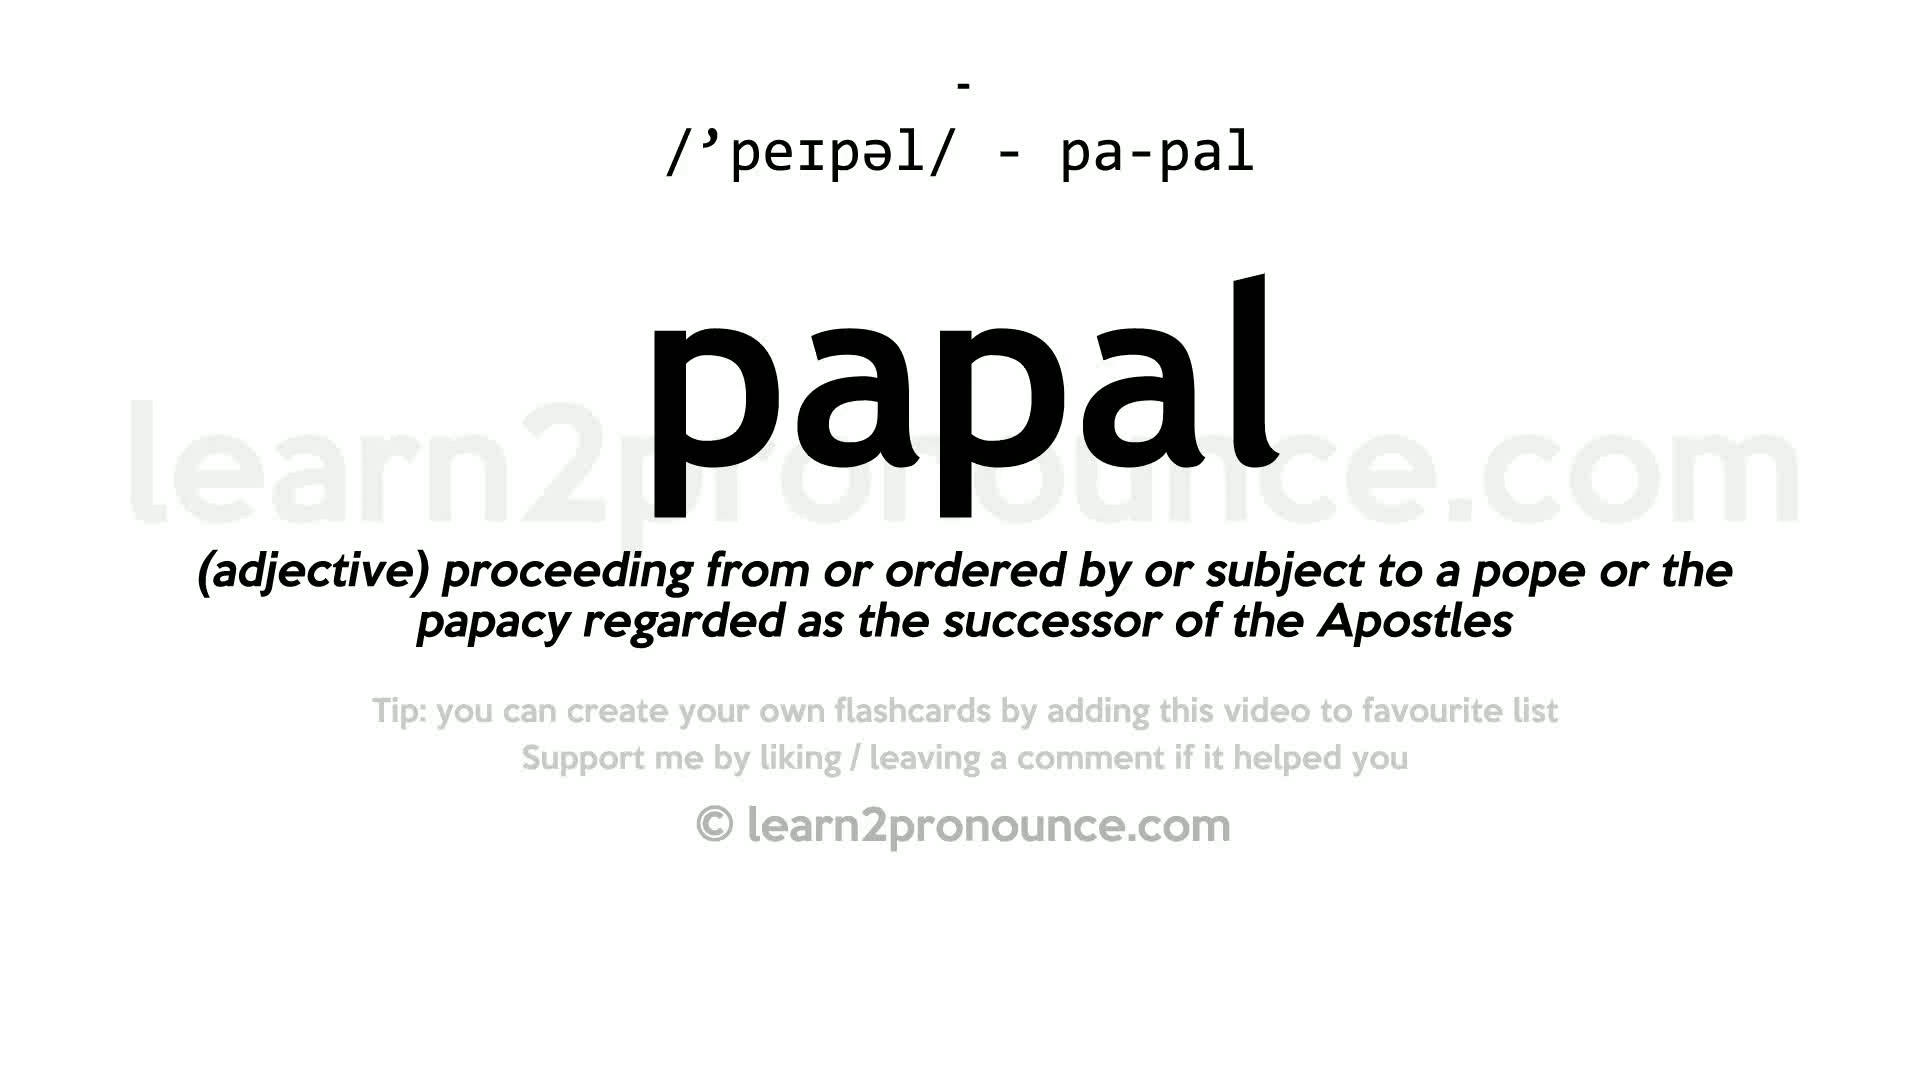 -
/’peɪpəl/ - pa-pal
papal
learn2pronounce.com
(adjective) proceeding from or ordered by or subject to a pope or the
papacy regarded as the successor of the Apostles
Tip: you can create your own flashcards by adding this video to favourite list
Support me by liking / leaving a comment if it helped you
© learn2pronounce.com